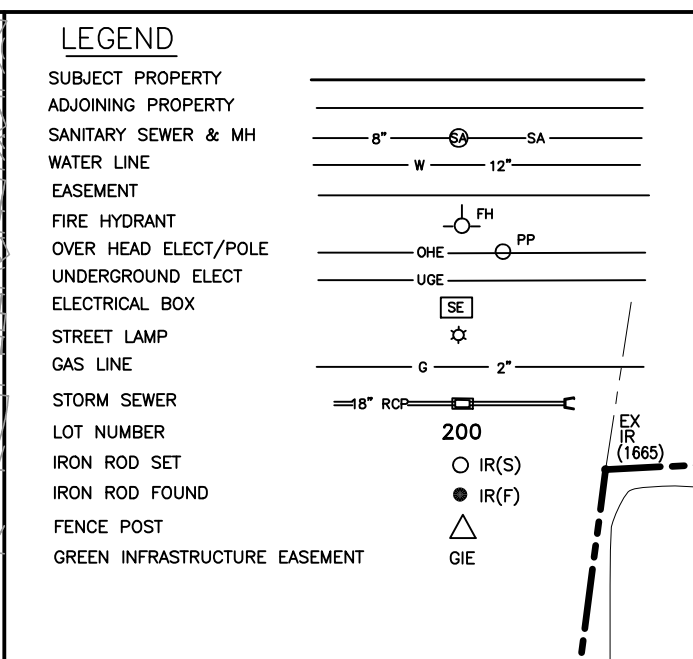 LEGEND
SUBJECT PROPERTY
ADJOINING PROPERTY
SANITARY SEWER & MH 8" SA SA
WATER LINE W 12"
EASEMENT
FIRE HYDRANT FH
OVER HEAD ELECT/POLE OHE PP
UNDERGROUND ELECT UGE
ELECTRICAL BOX SE
STREET LAMP
GAS LINE G 2"
STORM SEWER 18" RCP
LOT NUMBER 200
IRON ROD SET IR(S)
IRON ROD FOUND IR(F)
FENCE POST
GREEN INFRASTRUCTURE EASEMENT GIE
EX
IR
(1665)